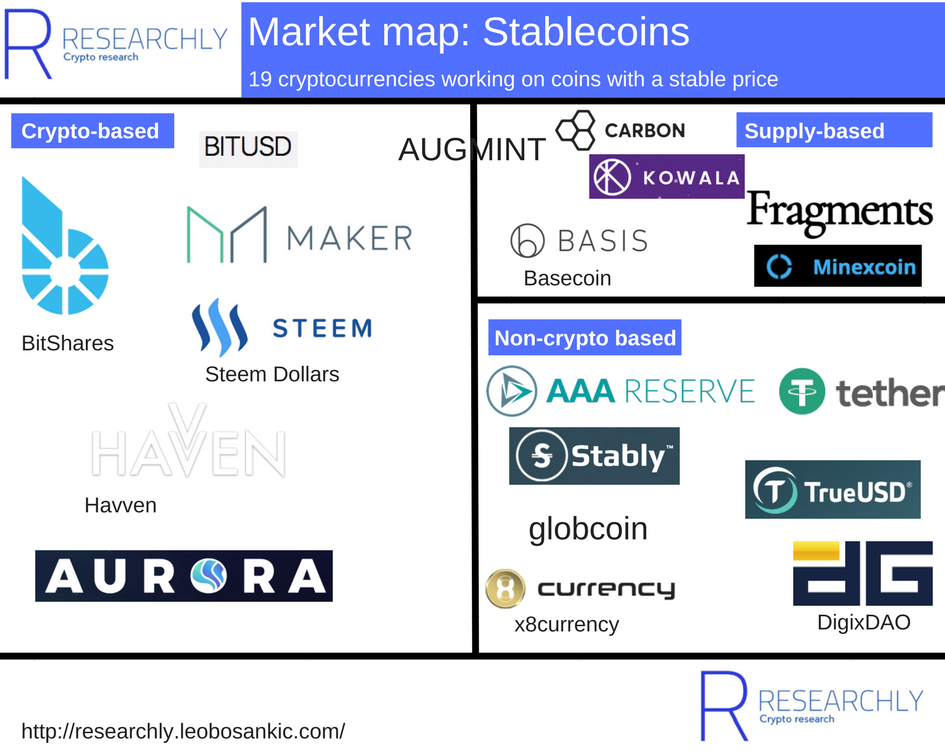 RESEARCHLY
Crypto research
Market map: Stablecoins
19 cryptocurrencies working on coins with a stable price
Crypto-based
BITUSD
AUGMINT
BitShares
MAKER
STEEM
Steem Dollars
HAVVEN
Havven
AURORA
CARBON
Supply-based
KOWALA
Fragments
BASIS
Basecoin
Minexcoin
Non-crypto based
AAA RESERVE
tether
Stably™
TrueUSD®
globcoin
8 currency
x8currency
DG
DigixDAO
http://researchly.leobosankic.com/
RESEARCHLY
Crypto research